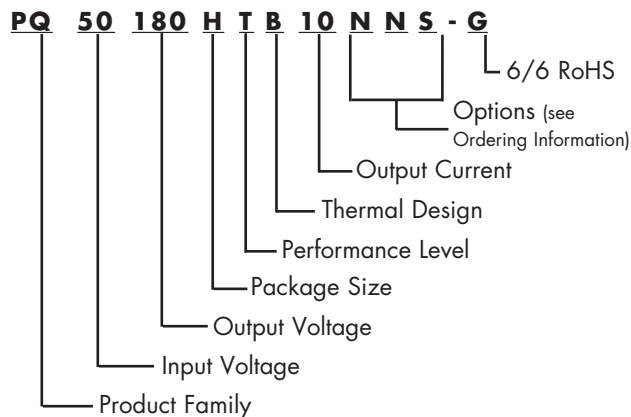 PQ 50 180 H T B 10 N N S - G
6/6 RoHS
Options (see
Ordering Information)
Output Current
Thermal Design
Performance Level
Package Size
Output Voltage
Input Voltage
Product Family